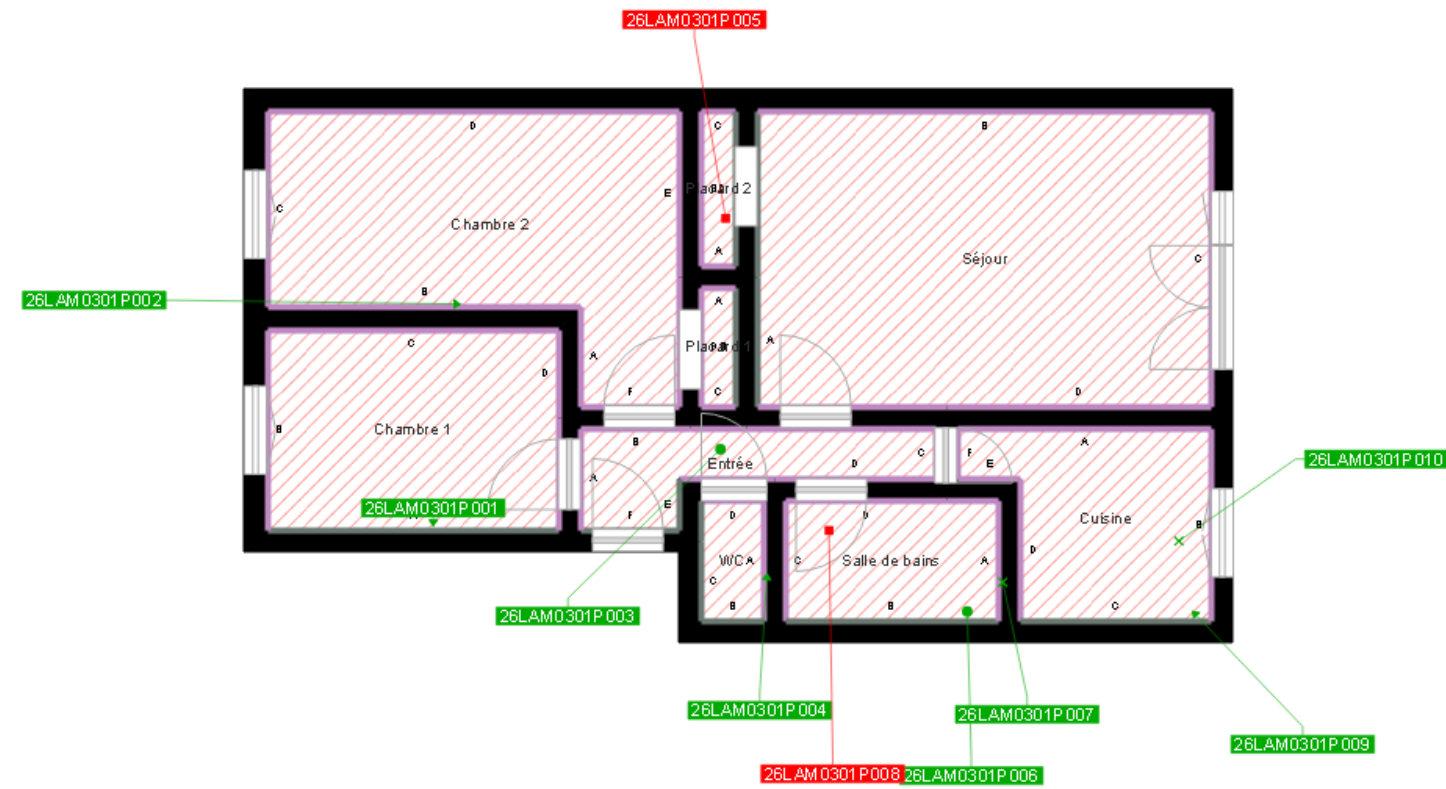 26LAM0301P005
D
C
B
Chambre 2
E
Placard 2
C
A
Séjour
C
26LAM0301P002
B
A
C
A
Placard 1
A
D
F
C
D
Chambre 1
B
B
Entrée
D
C
F
E
A
26LAM0301P010
26LAM0301P001
A
E
F
D
D
Cuisine
B
D
WC
A
C
B
C
Salle de bains
A
B
C
26LAM0301P003
26LAM0301P004
26LAM0301P007
26LAM0301P009
26LAM0301P008
26LAM0301P006